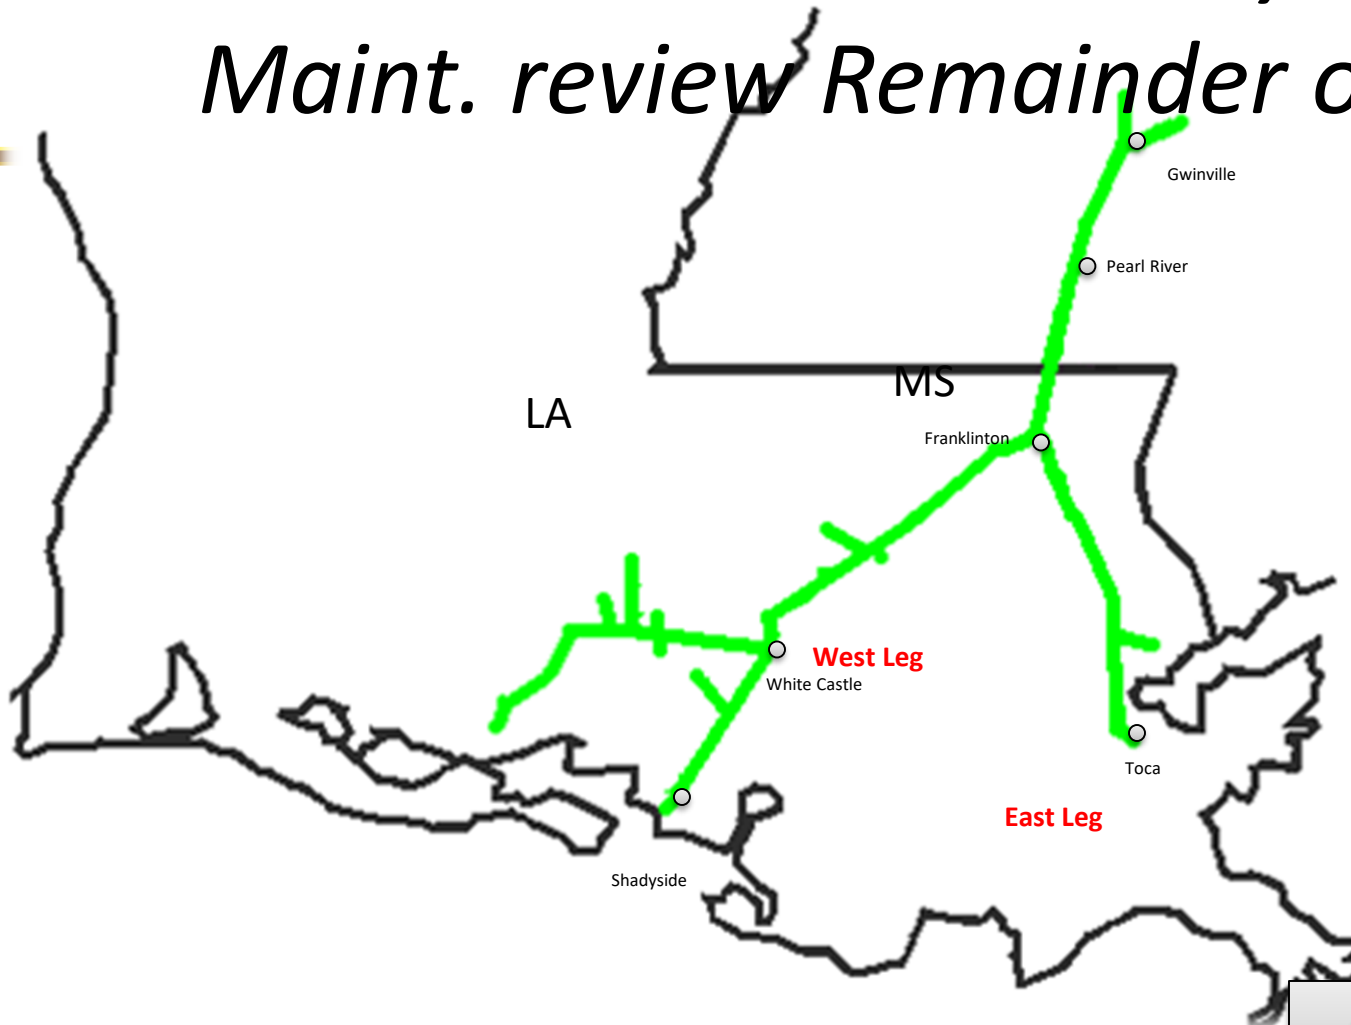 Maint. review Remainder o
Gwinville
Pearl River
MS
LA
Franklinton
West Leg
White Castle
Toca
East Leg
Shadyside